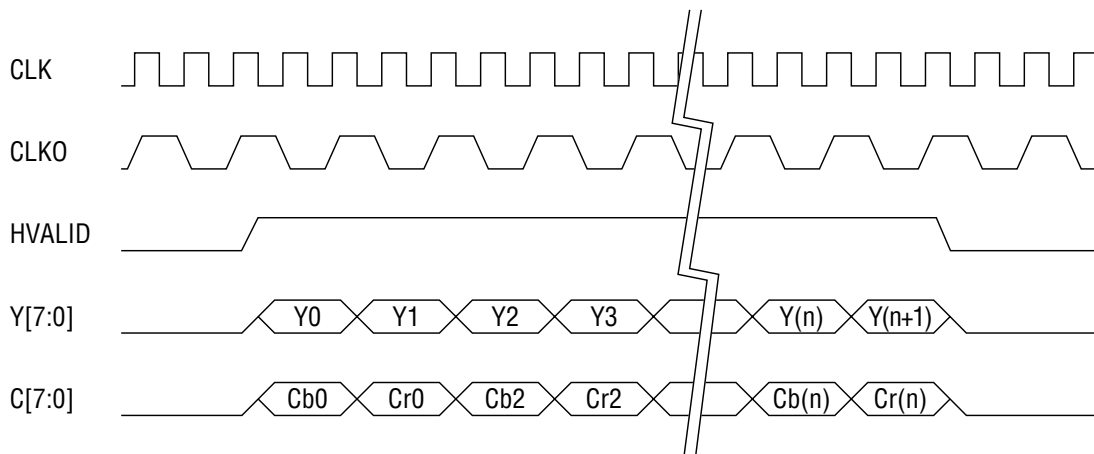 CLK
CLKO
HVALID
Y[7:0] Y0 Y1 Y2 Y3 Y(n) Y(n+1)
C[7:0] Cb0 Cr0 Cb2 Cr2 Cb(n) Cr(n)